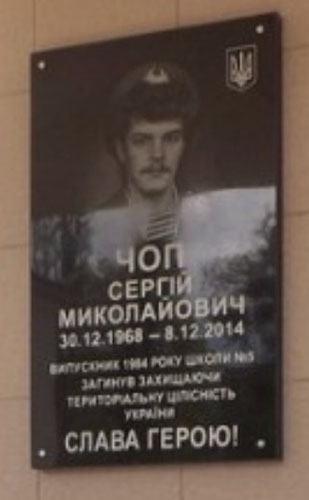 ЧОП
СЕРГІЙ
МИКОЛАЙОВИЧ
30.12.1968 – 8.12.2014
ВИПУСКНИК 1984 РОКУ ШКОЛИ №5
ЗАГИНУВ ЗАХИЩАЮЧИ
ТЕРИТОРІАЛЬНУ ЦІЛІСНІСТЬ
УКРАЇНИ
СЛАВА ГЕРОЮ!